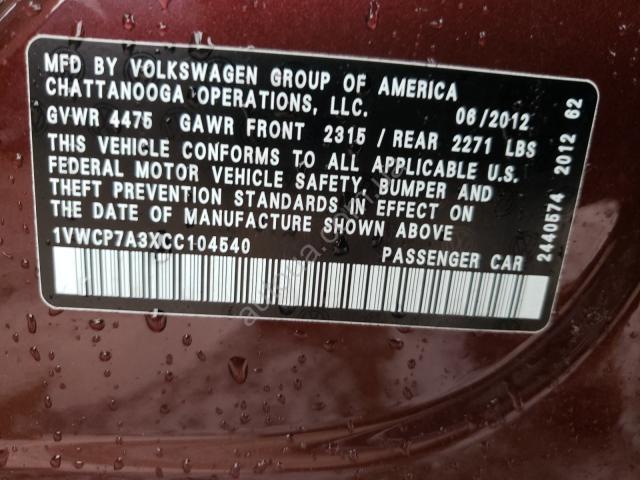 MFD BY VOLKSWAGEN GROUP OF AMERICA
CHATTANOOGA OPERATIONS, LLC. 06/2012
GVWR 4475 GAWR FRONT 2315 / REAR 2271 LBS
THIS VEHICLE CONFORMS TO ALL APPLICABLE U.S.
FEDERAL MOTOR VEHICLE SAFETY, BUMPER AND
THEFT PREVENTION STANDARDS IN EFFECT ON
THE DATE OF MANUFACTURE SHOWN ABOVE
1VWCP7A3XCC104540 PASSENGER CAR
2440574 2012 62